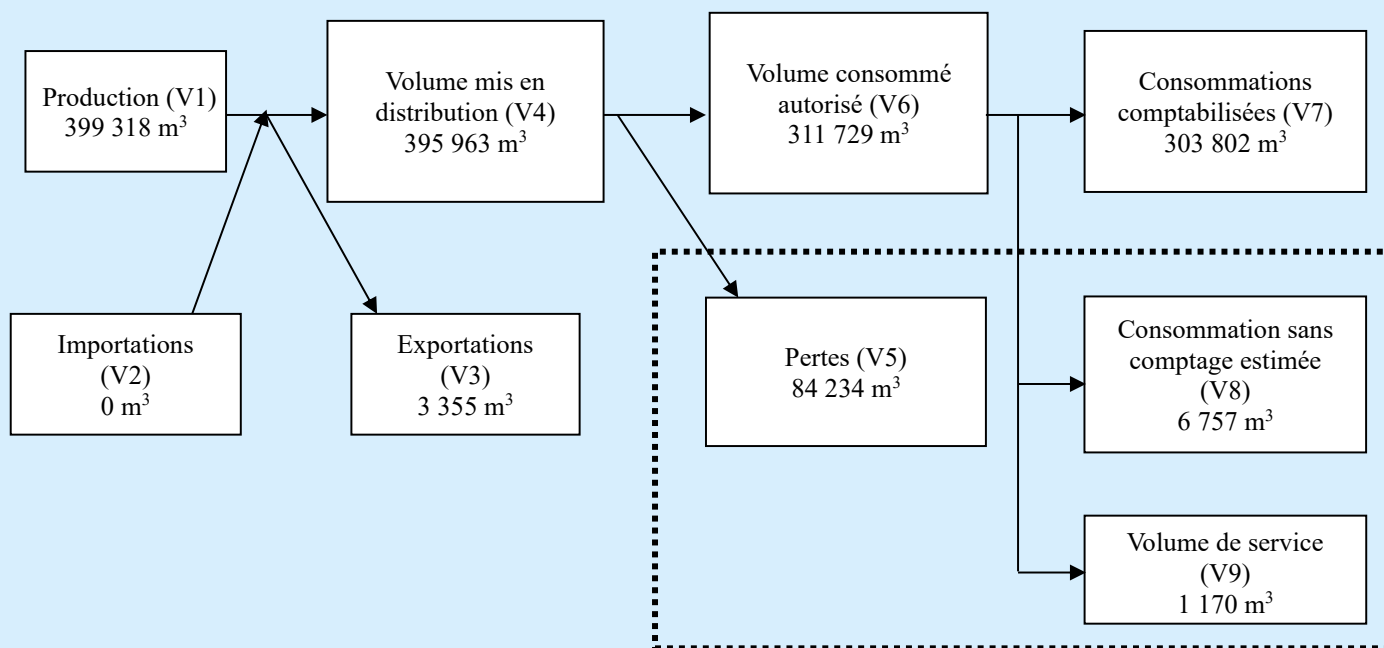 Production (V1)
399 318 m³
Volume mis en
distribution (V4)
395 963 m³
Volume consommé
autorisé (V6)
311 729 m³
Consommations
comptabilisées (V7)
303 802 m³
Importations
(V2)
0 m³
Exportations
(V3)
3 355 m³
Pertes (V5)
84 234 m³
Consommation sans
comptage estimée
(V8)
6 757 m³
Volume de service
(V9)
1 170 m³